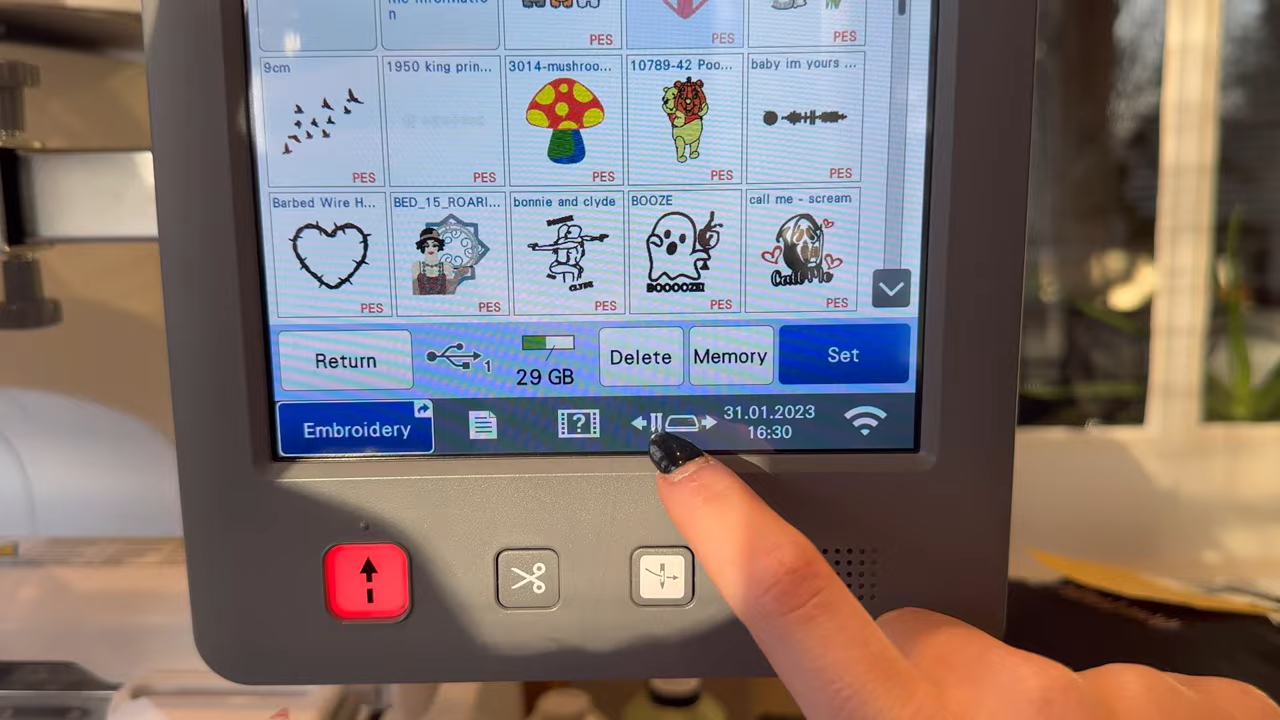 n
PES
PES
PES
9cm
1950 king prin...
3014-mushroo...
10789-42 Poo...
baby im yours ...
PES
PES
PES
PES
PES
Barbed Wire H...
BED_15_ROARI...
bonnie and clyde
BOOZE
call me - scream
CLYDE
BOOOOZE!
Call Me
PES
PES
PES
PES
PES
Return
1
29 GB
Delete
Memory
Set
Embroidery
?
31.01.2023
16:30